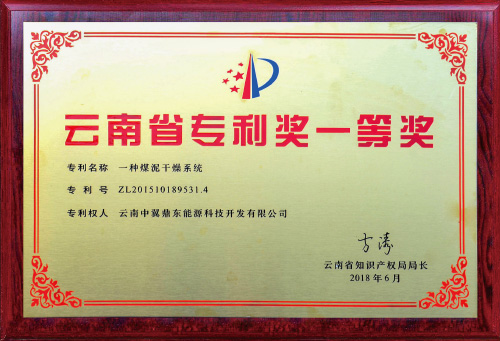 云南省专利奖一等奖
专利名称 一种煤泥干燥系统
专利号 ZL201510189531.4
专利权人 云南中翼鼎东能源科技开发有限公司
方涛
云南省知识产权局局长
2018年6月